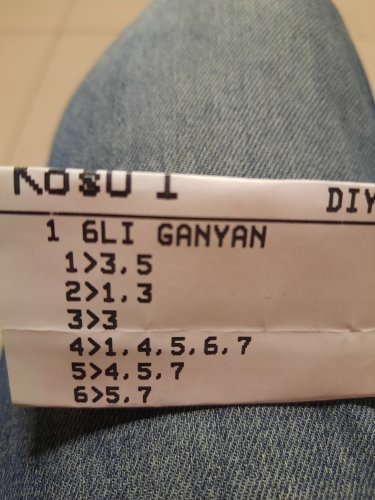 KOŞU 1
DIY
1 6LI GANYAN
1>3,5
2>1,3
3>3
4>1,4,5,6,7
5>4,5,7
6>5,7